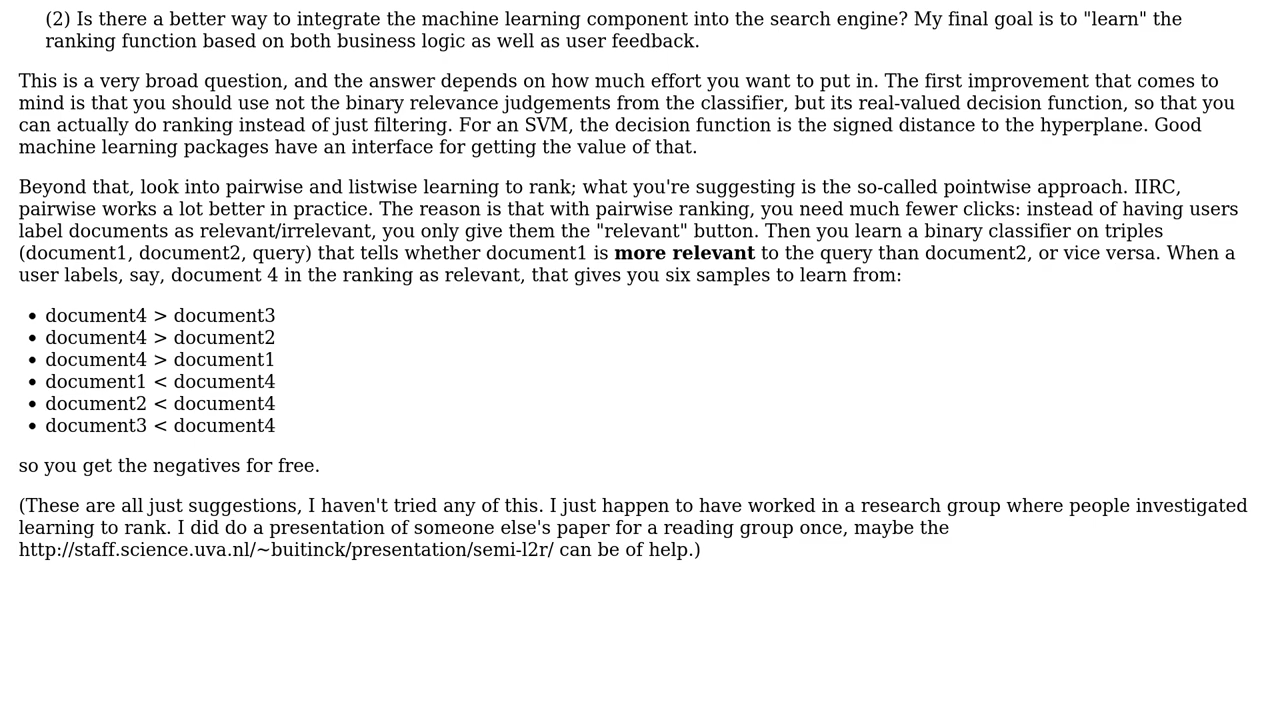 (2) Is there a better way to integrate the machine learning component into the search engine? My final goal is to "learn" the
ranking function based on both business logic as well as user feedback.
This is a very broad question, and the answer depends on how much effort you want to put in. The first improvement that comes to
mind is that you should use not the binary relevance judgements from the classifier, but its real-valued decision function, so that you
can actually do ranking instead of just filtering. For an SVM, the decision function is the signed distance to the hyperplane. Good
machine learning packages have an interface for getting the value of that.
Beyond that, look into pairwise and listwise learning to rank; what you're suggesting is the so-called pointwise approach. IIRC,
pairwise works a lot better in practice. The reason is that with pairwise ranking, you need much fewer clicks: instead of having users
label documents as relevant/irrelevant, you only give them the "relevant" button. Then you learn a binary classifier on triples
(document1, document2, query) that tells whether document1 is more relevant to the query than document2, or vice versa. When a
user labels, say, document 4 in the ranking as relevant, that gives you six samples to learn from:
• document4 > document3
• document4 > document2
• document4 > document1
• document1 < document4
• document2 < document4
• document3 < document4
so you get the negatives for free.
(These are all just suggestions, I haven't tried any of this. I just happen to have worked in a research group where people investigated
learning to rank. I did do a presentation of someone else's paper for a reading group once, maybe the
http://staff.science.uva.nl/~buitinck/presentation/semi-l2r/ can be of help.)